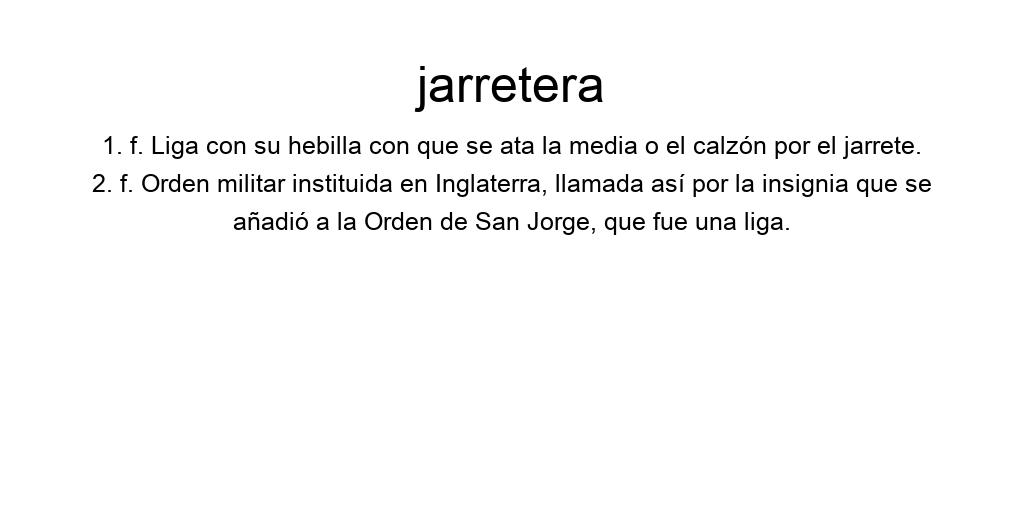 jarretera
1. f. Liga con su hebilla con que se ata la media o el calzón por el jarrete.
2. f. Orden militar instituida en Inglaterra, llamada así por la insignia que se
añadió a la Orden de San Jorge, que fue una liga.